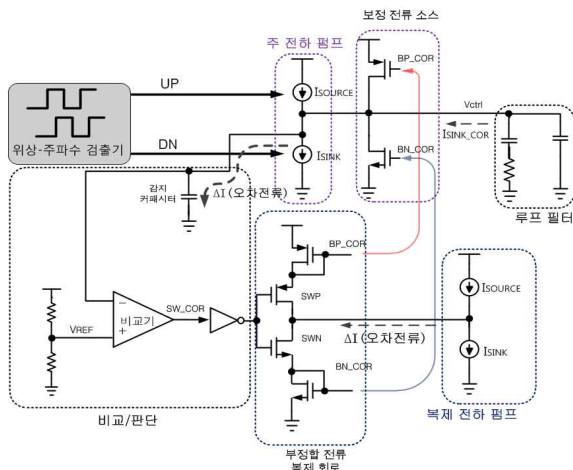 보정 전류 소스
주 전하 펌프
UP
BP_COR
ISOURCE
Vctrl
위상-주파수 검출기
DN
BN_COR
ISINK_COR
ISINK
감지
커패시터
ΔI (오차전류)
루프 필터
BP_COR
ISOURCE
SWP
비교기
SW_COR
VREF
SWN
ΔI (오차전류)
ISINK
BN_COR
비교/판단
복제 전하 펌프
부정합 전류
복제 회로